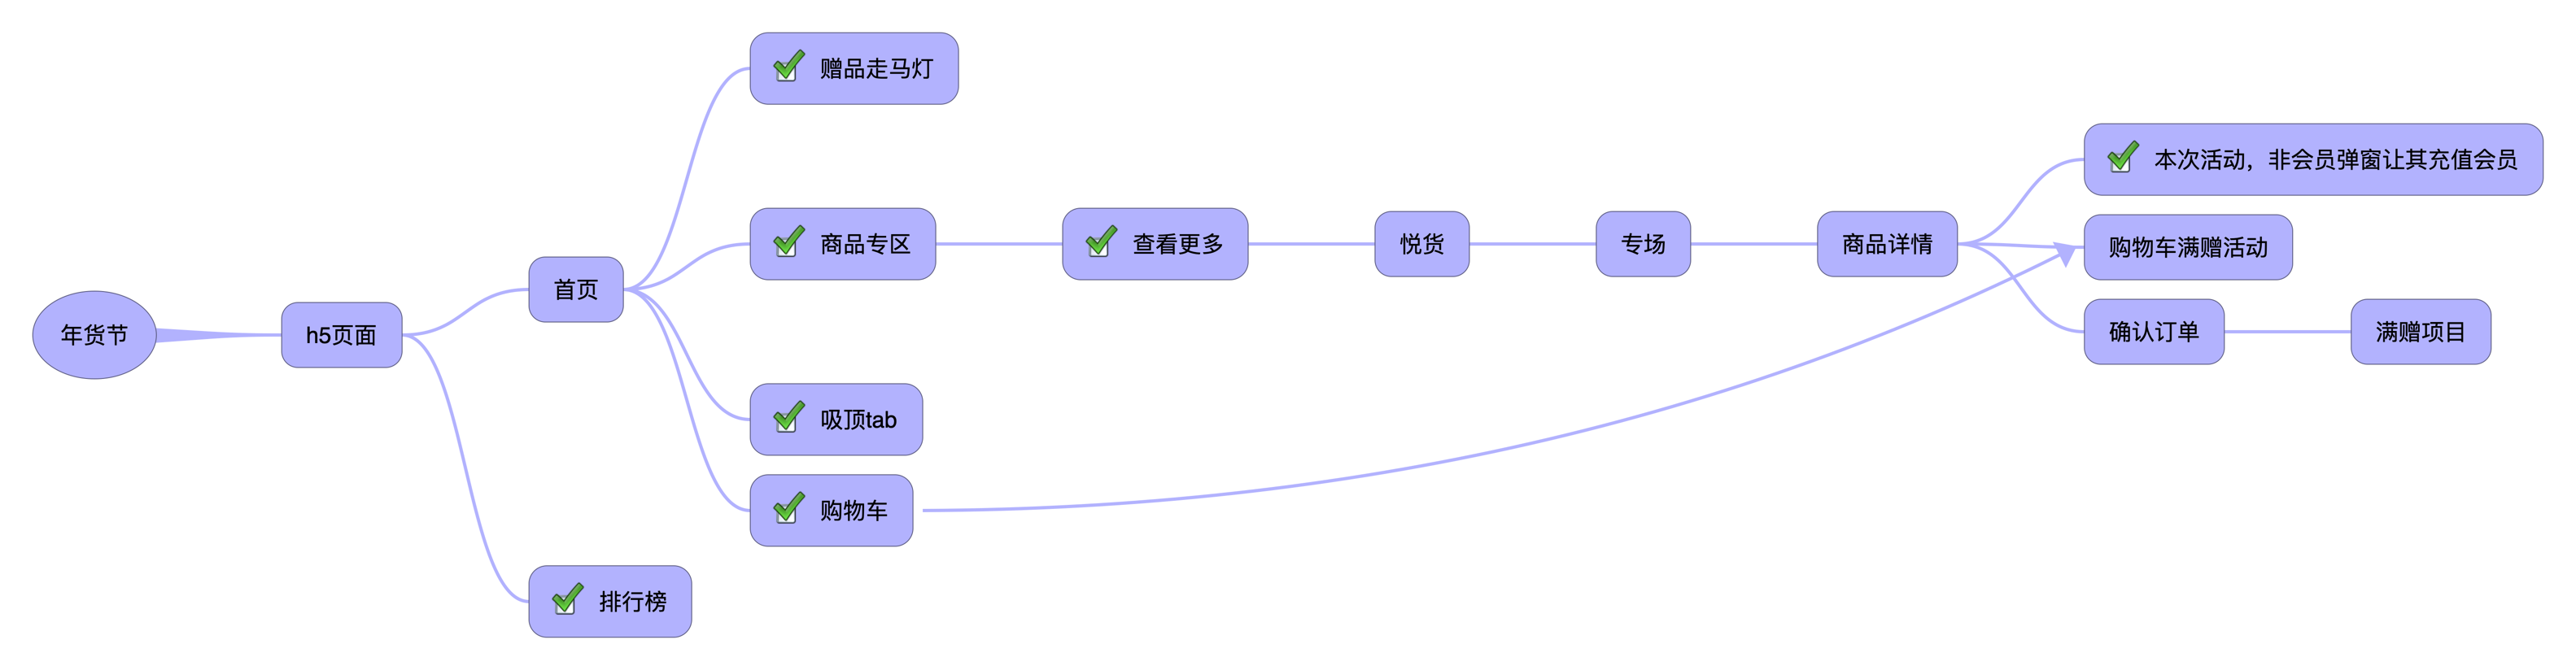 年货节
h5页面
首页
赠品走马灯
商品专区
查看更多
悦货
专场
商品详情
本次活动，非会员弹窗让其充值会员
购物车满赠活动
确认订单
满赠项目
吸顶tab
购物车
排行榜